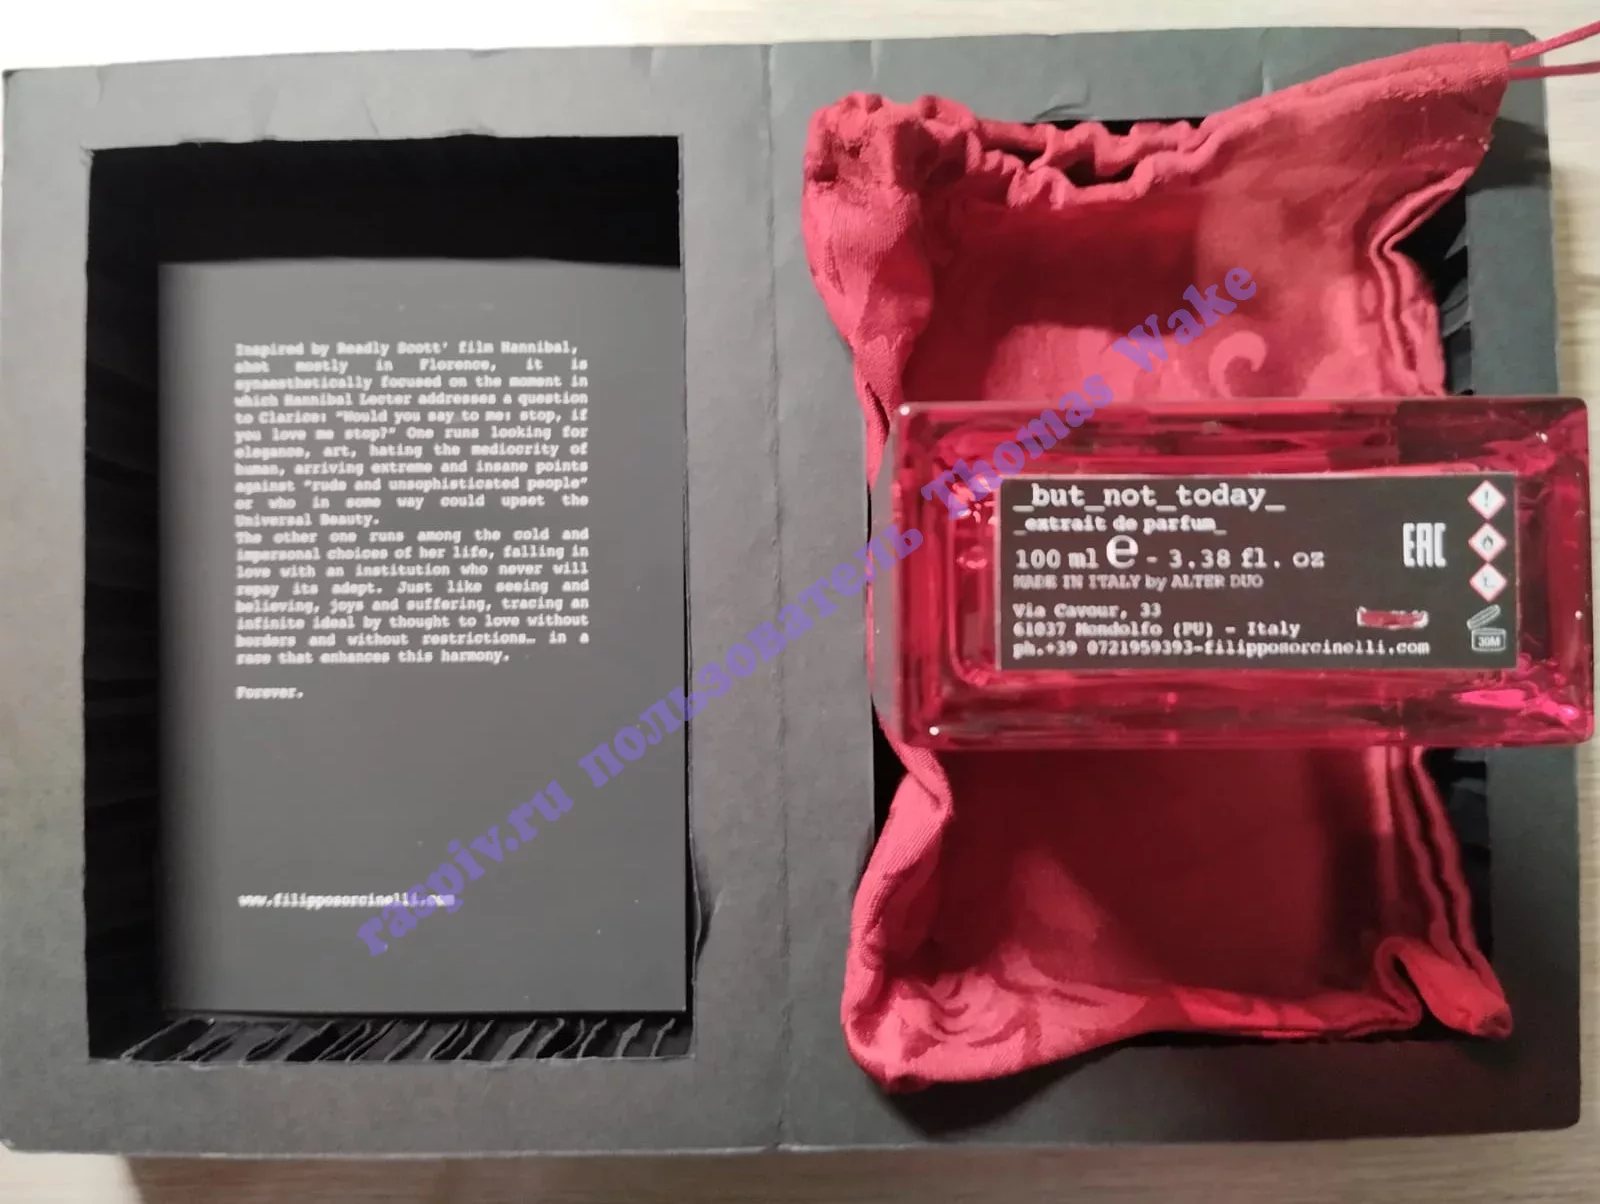 Inspired by Readly Scott' film Hannibal,
shot mostly in Florence, it is
synaesthetically focused on the moment in
which Hannibal Lecter addresses a question
to Clarice: "Would you say to me: stop, if
you love me stop?" One runs looking for
elegance, art, hating the mediocrity of
human, arriving extreme and insane points
against "rude and unsophisticated people"
or who in some way could upset the
Universal Beauty.
The other one runs among the cold and
impersonal choices of her life, falling in
love with an institution who never will
repay its adept. Just like seeing and
believing, joys and suffering, tracing an
infinite ideal by thought to love without
borders and without restrictions… in a
race that enhances this harmony.
Forever.
www.filipposorcinelli.com
_but_not_today_
_extrait de parfum_
100 ml e - 3.38 fl. oz
MADE IN ITALY by ALTER DUO
Via Cavour, 33
61037 Mondolfo (PU) - Italy
ph.+39 0721959393-filipposorcinelli.com
EAC
30M
raspiv.ru пользователь Thomas Wake